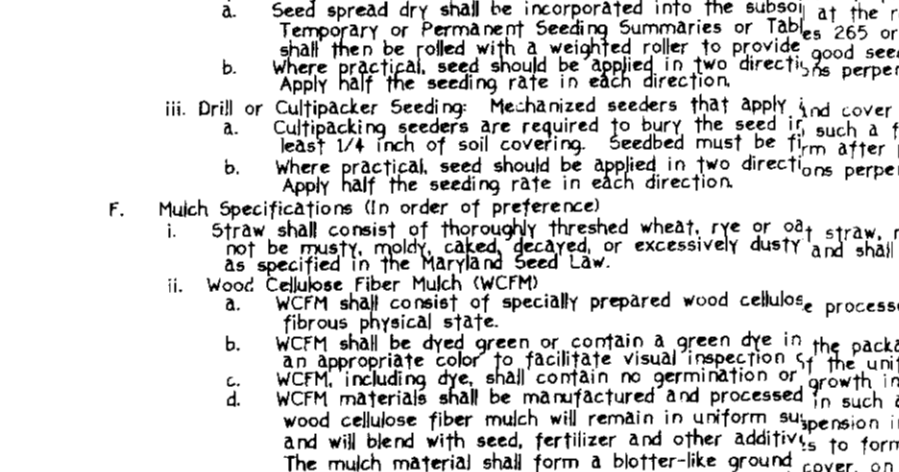 a. Seed spread dry shall be incorporated into the subsoi at the
Temporary or Permanent Seeding Summaries or Tables 265 or
shall then be rolled with a weighted roller to provide good see
b. Where practical, seed should be applied in two directions perper
Apply half the seeding rate in each direction.
iii. Drill or Cultipacker Seeding: Mechanized seeders that apply and cover
a. Cultipacking seeders are required to bury the seed in such a f
least 1/4 inch of soil covering. Seedbed must be firm after
b. Where practical, seed should be applied in two directions perpe
Apply half the seeding rate in each direction.
F. Mulch Specifications (In order of preference)
i. Straw shall consist of thoroughly threshed wheat, rye or oat straw, r
not be musty, moldy, caked, decayed, or excessively dusty and shall
as specified in the Maryland Seed Law.
ii. Wood Cellulose Fiber Mulch (WCFM)
a. WCFM shall consist of specially prepared wood cellulose process
fibrous physical state.
b. WCFM shall be dyed green or contain a green dye in the packa
an appropriate color to facilitate visual inspection of the unif
c. WCFM, including dye, shall contain no germination or growth in
d. WCFM materials shall be manufactured and processed in such a
wood cellulose fiber mulch will remain in uniform suspension i
and will blend with seed, fertilizer and other additives to form
The mulch material shall form a blotter-like ground cover, on